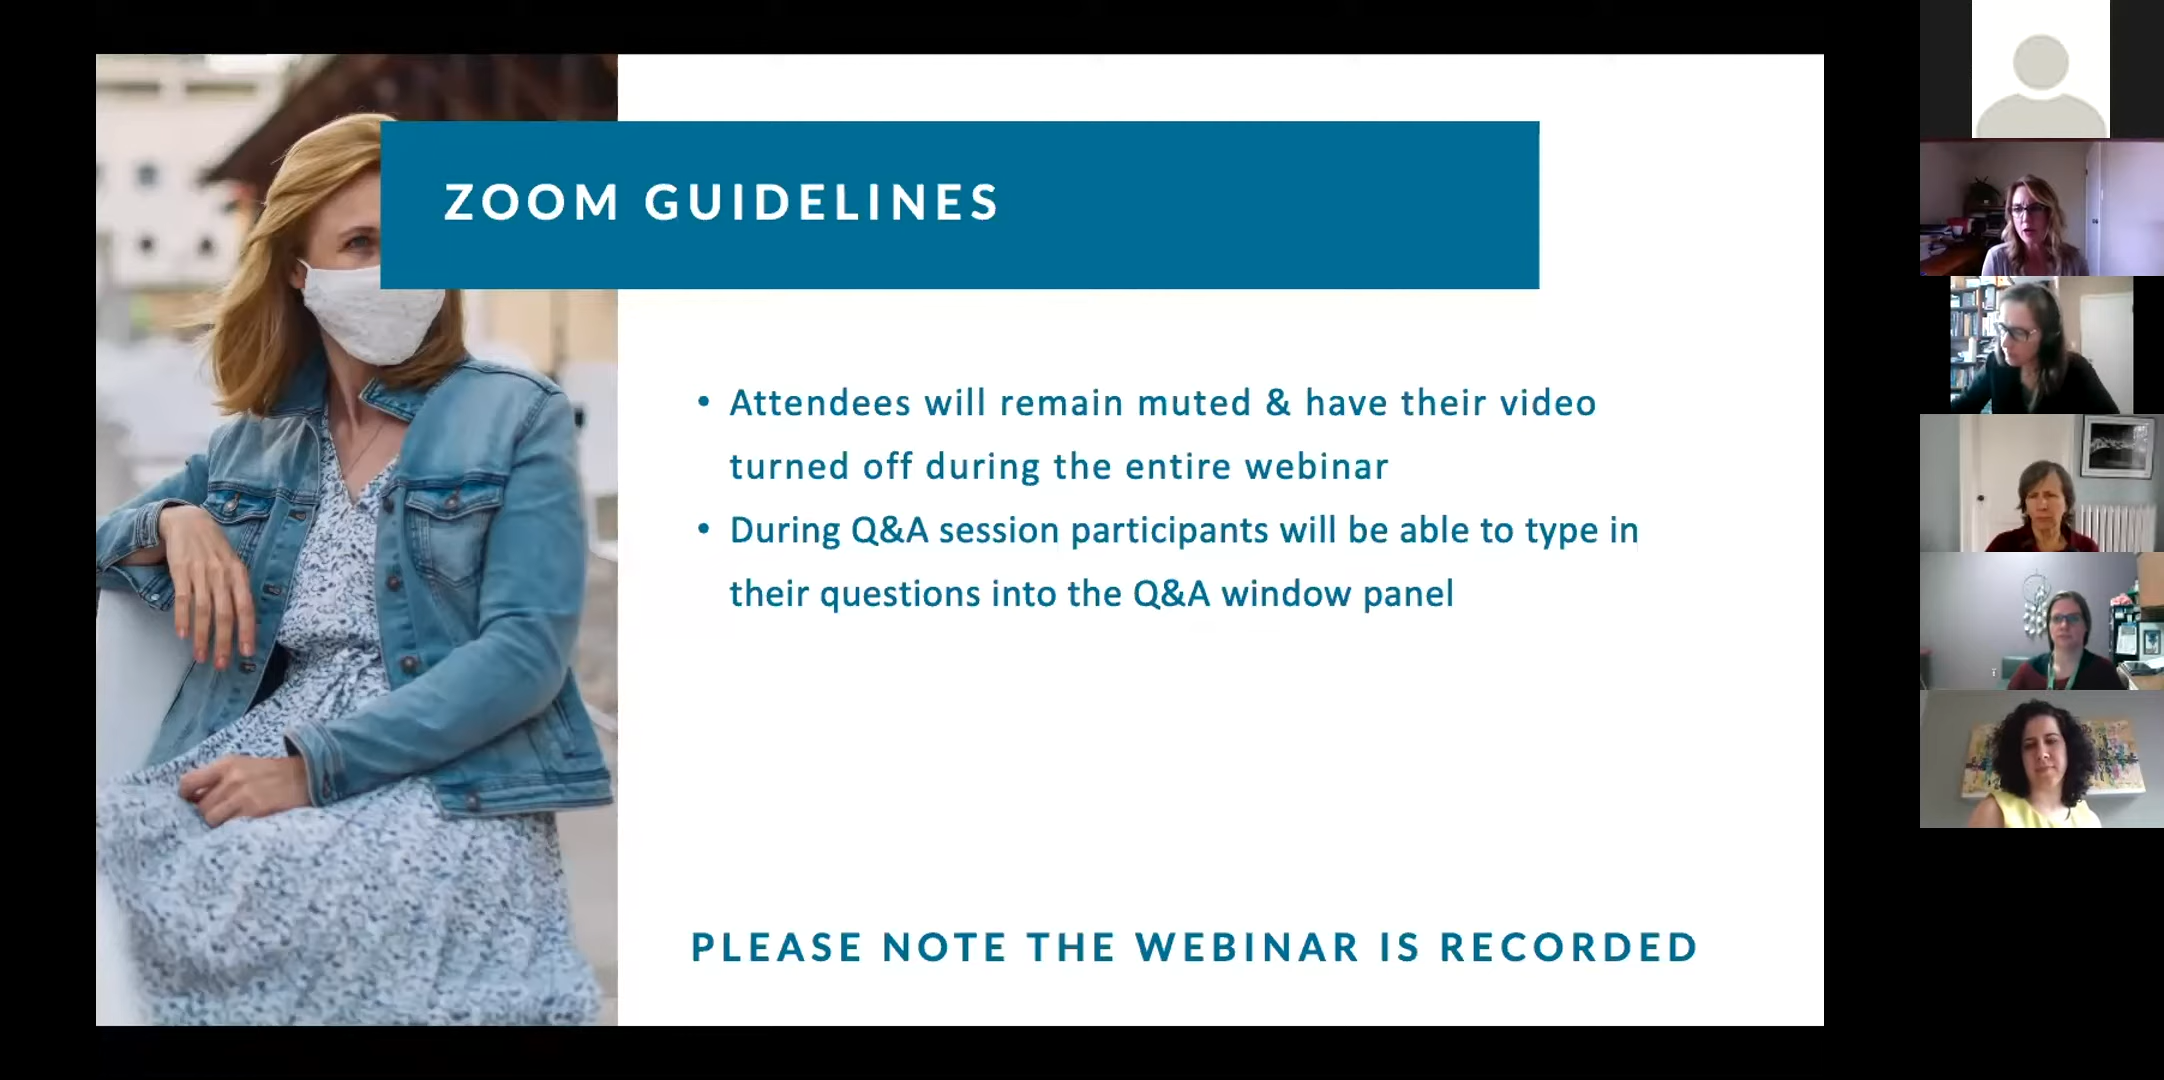 ZOOM GUIDELINES
• Attendees will remain muted & have their video
turned off during the entire webinar
• During Q&A session participants will be able to type in
their questions into the Q&A window panel
PLEASE NOTE THE WEBINAR IS RECORDED